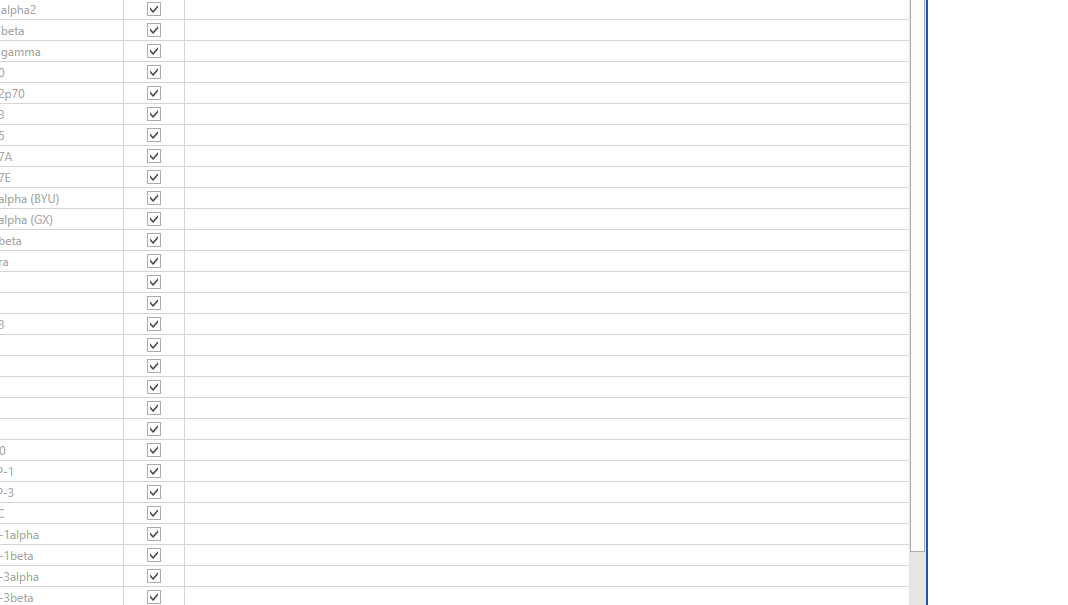 alpha2
beta
gamma
0
2p70
3
5
7A
7E
alpha (BYU)
alpha (GX)
beta
ra
3
0
P-1
P-3
C
-1alpha
-1beta
-3alpha
-3beta